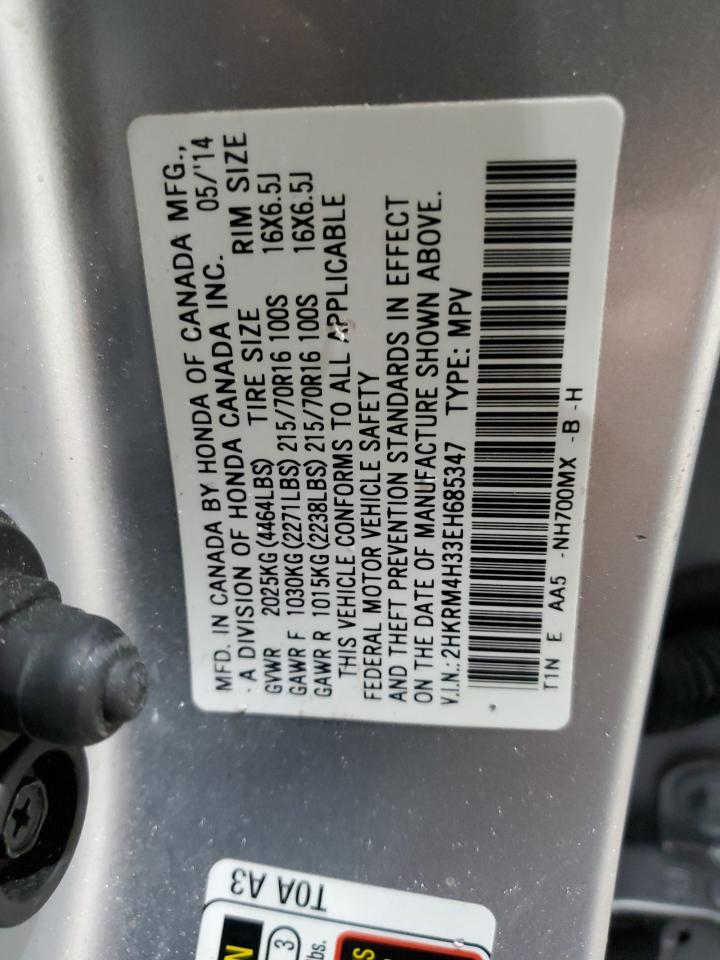 MFD. IN CANADA BY HONDA OF CANADA MFG.,
- A DIVISION OF HONDA CANADA INC. 05/'14
GVWR 2025KG (4464LBS) TIRE SIZE RIM SIZE
GAWR F 1030KG (2271LBS) 215/70R16 100S 16X6.5J
GAWR R 1015KG (2238LBS) 215/70R16 100S 16X6.5J
THIS VEHICLE CONFORMS TO ALL APPLICABLE
FEDERAL MOTOR VEHICLE SAFETY
AND THEFT PREVENTION STANDARDS IN EFFECT
ON THE DATE OF MANUFACTURE SHOWN ABOVE.
V.I.N.: 2HKRM4H33EH685347 TYPE: MPV
T1N E AA5 -NH700MX -B -H
T0A A3
3
lbs.